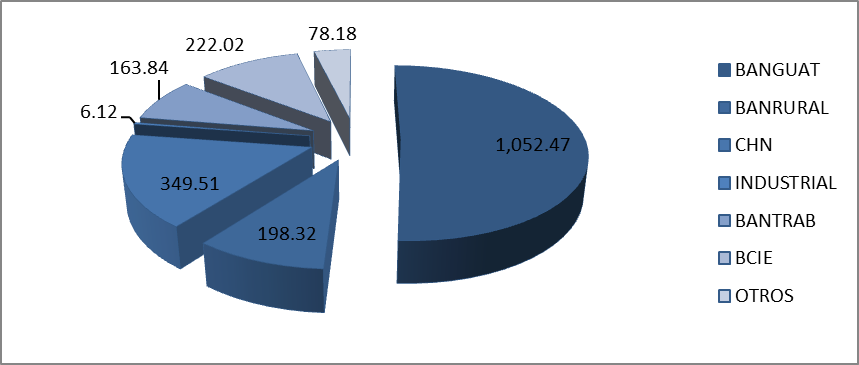 78.18
222.02
163.84
6.12
349.51
198.32
1,052.47
BANGUAT
BANRURAL
CHN
INDUSTRIAL
BANTRAB
BCIE
OTROS